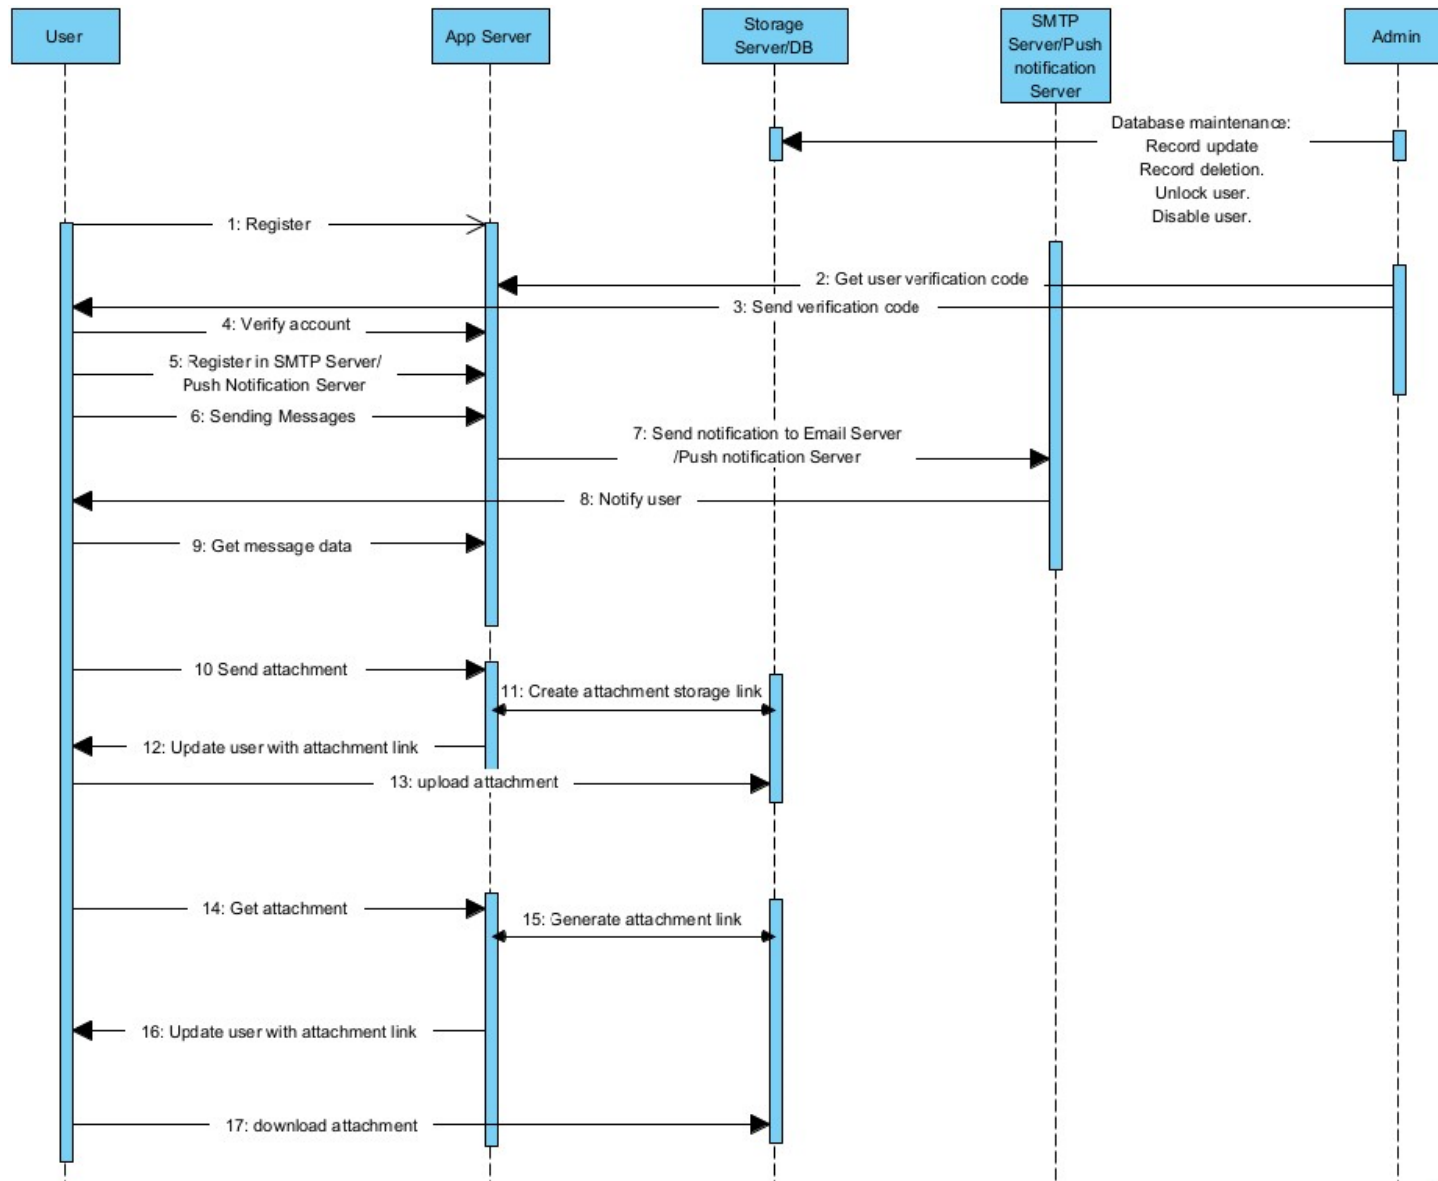 User
App Server
Storage
Server/DB
SMTP
Server/Push
notification
Server
Admin
Database maintenance:
Record update
Record deletion.
Unlock user.
Disable user.
1: Register
2: Get user verification code
3: Send verification code
4: Verify account
5: Register in SMTP Server/
Push Notification Server
6: Sending Messages
7: Send notification to Email Server
/Push notification Server
8: Notify user
9: Get message data
10 Send attachment
11: Create attachment storage link
12: Update user with attachment link
13: upload attachment
14: Get attachment
15: Generate attachment link
16: Update user with attachment link
17: download attachment